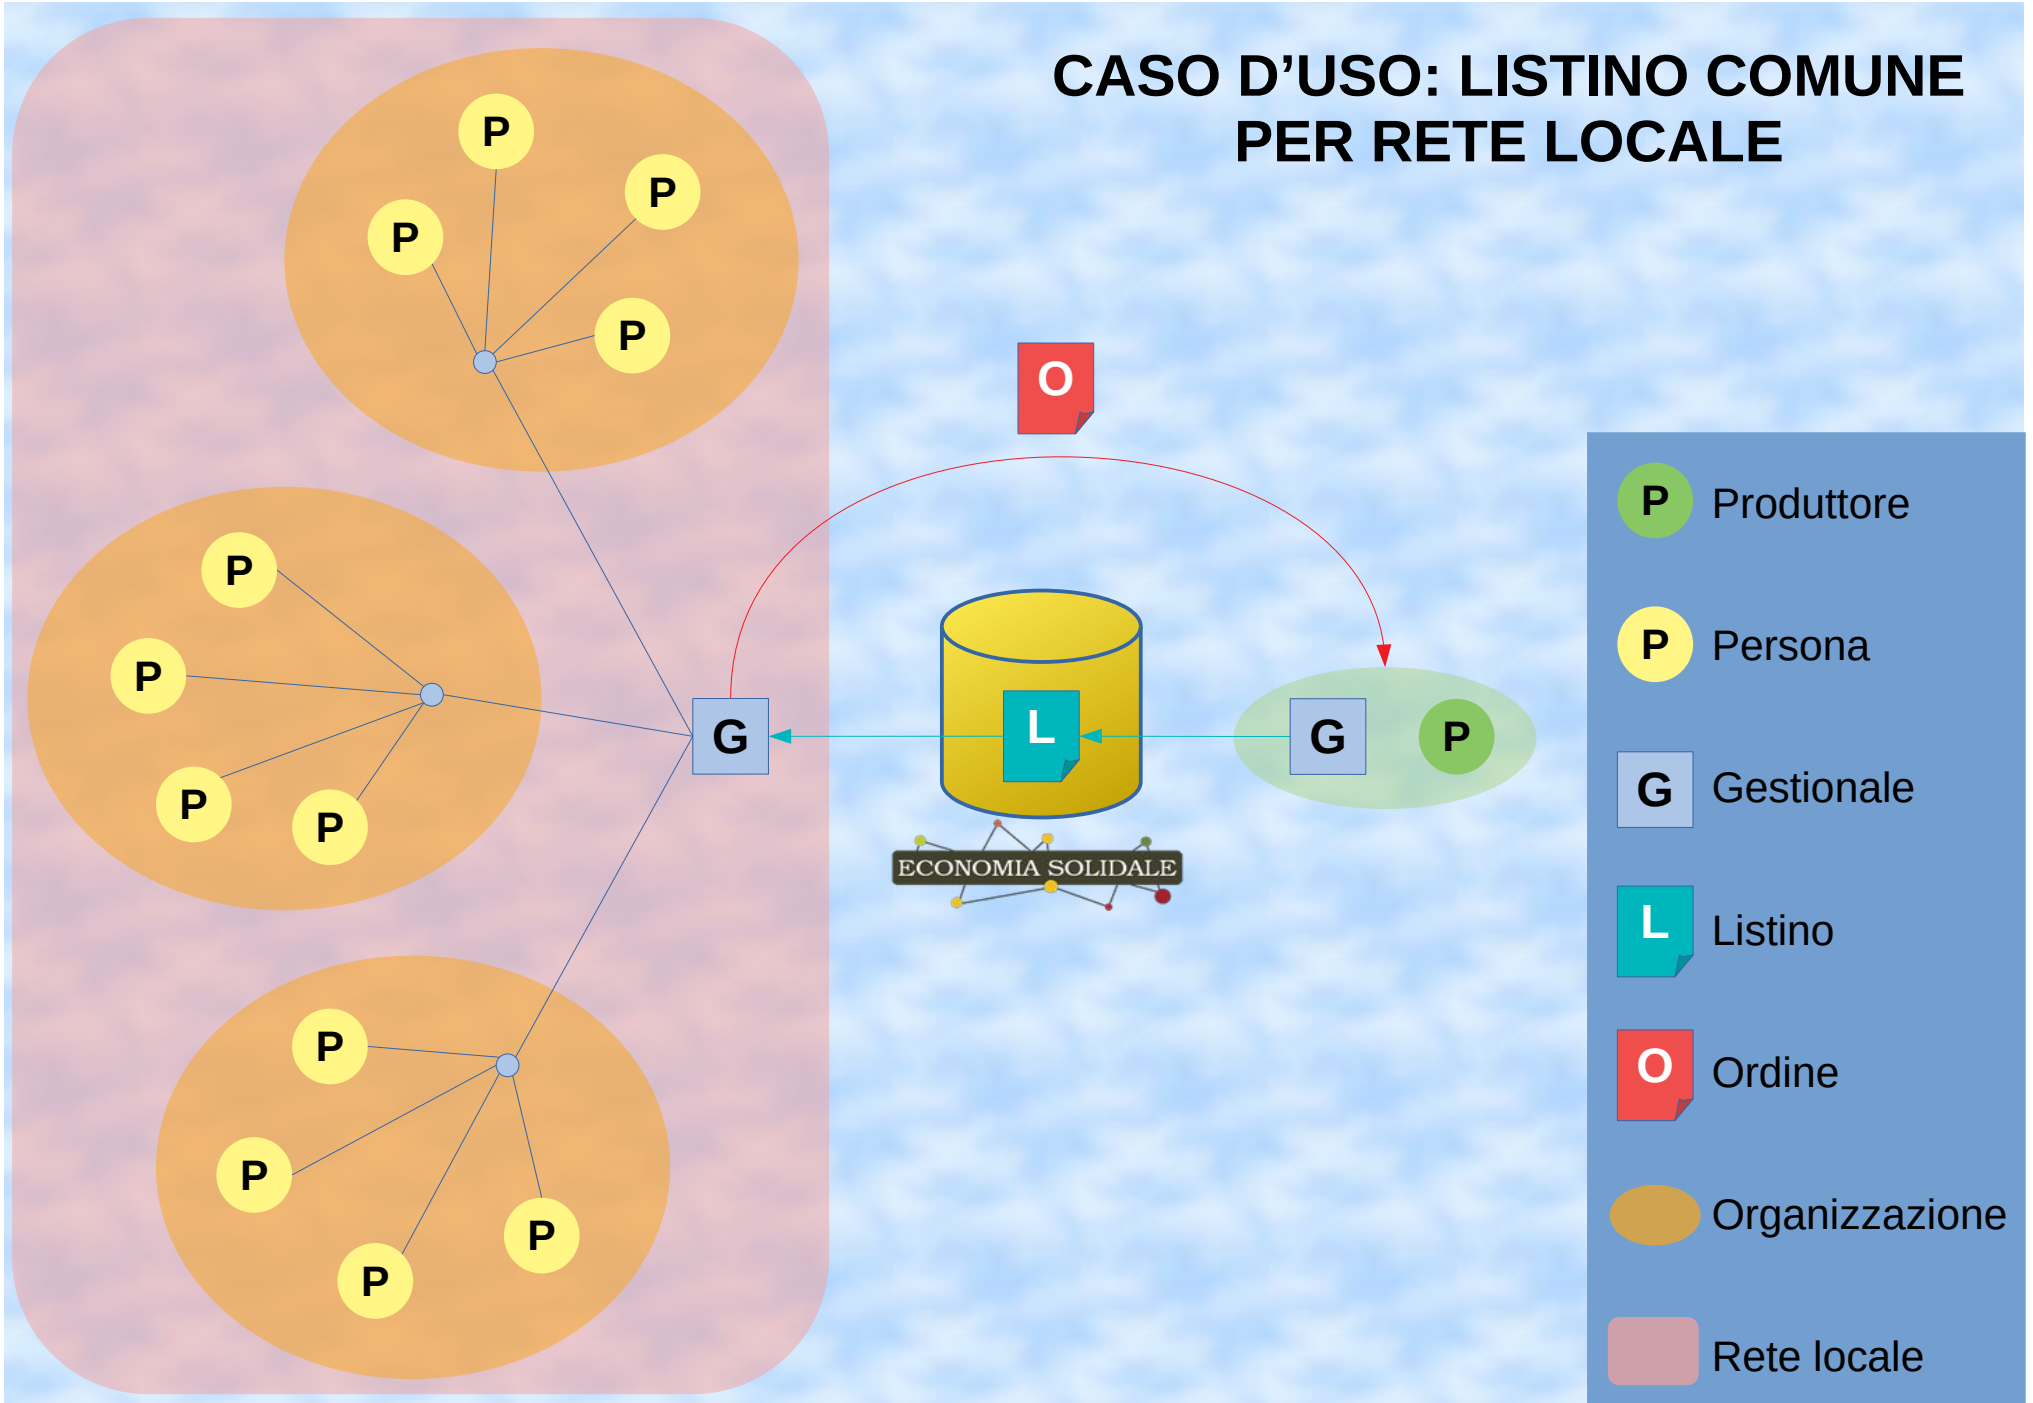 CASO D’USO: LISTINO COMUNE
PER RETE LOCALE
P
P
P
P
O
P
P
P
P
G
L
G
P
ECONOMIA SOLIDALE
P
P
P
P
P Produttore
P Persona
G Gestionale
L Listino
O Ordine
Organizzazione
Rete locale